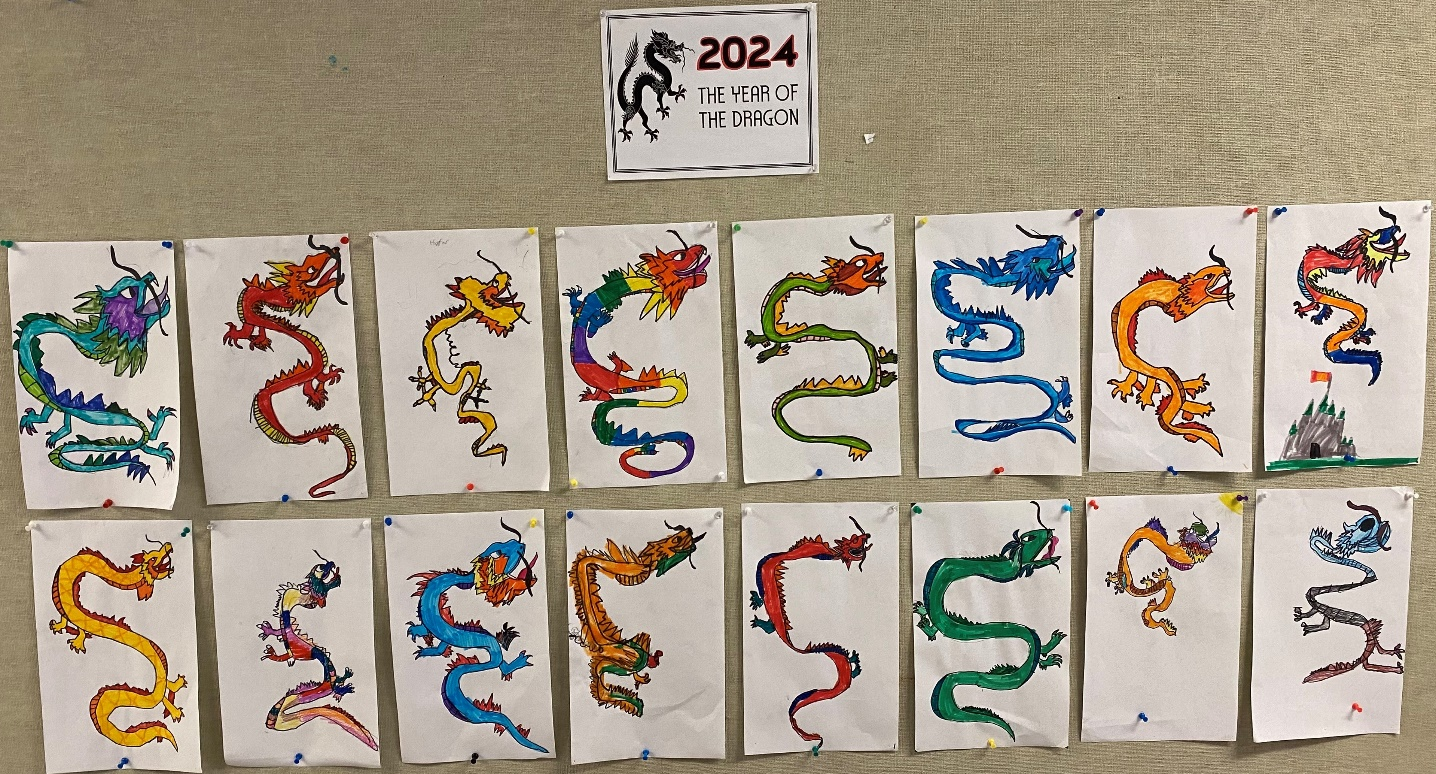 2024
THE YEAR OF
THE DRAGON